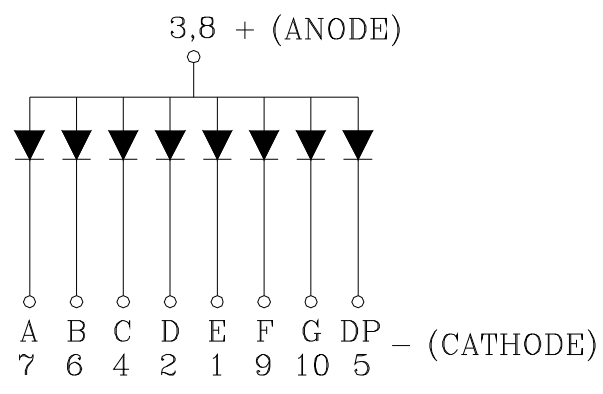 3,8 + (ANODE)
A B C D E F G DP
7 6 4 2 1 9 10 5
– (CATHODE)